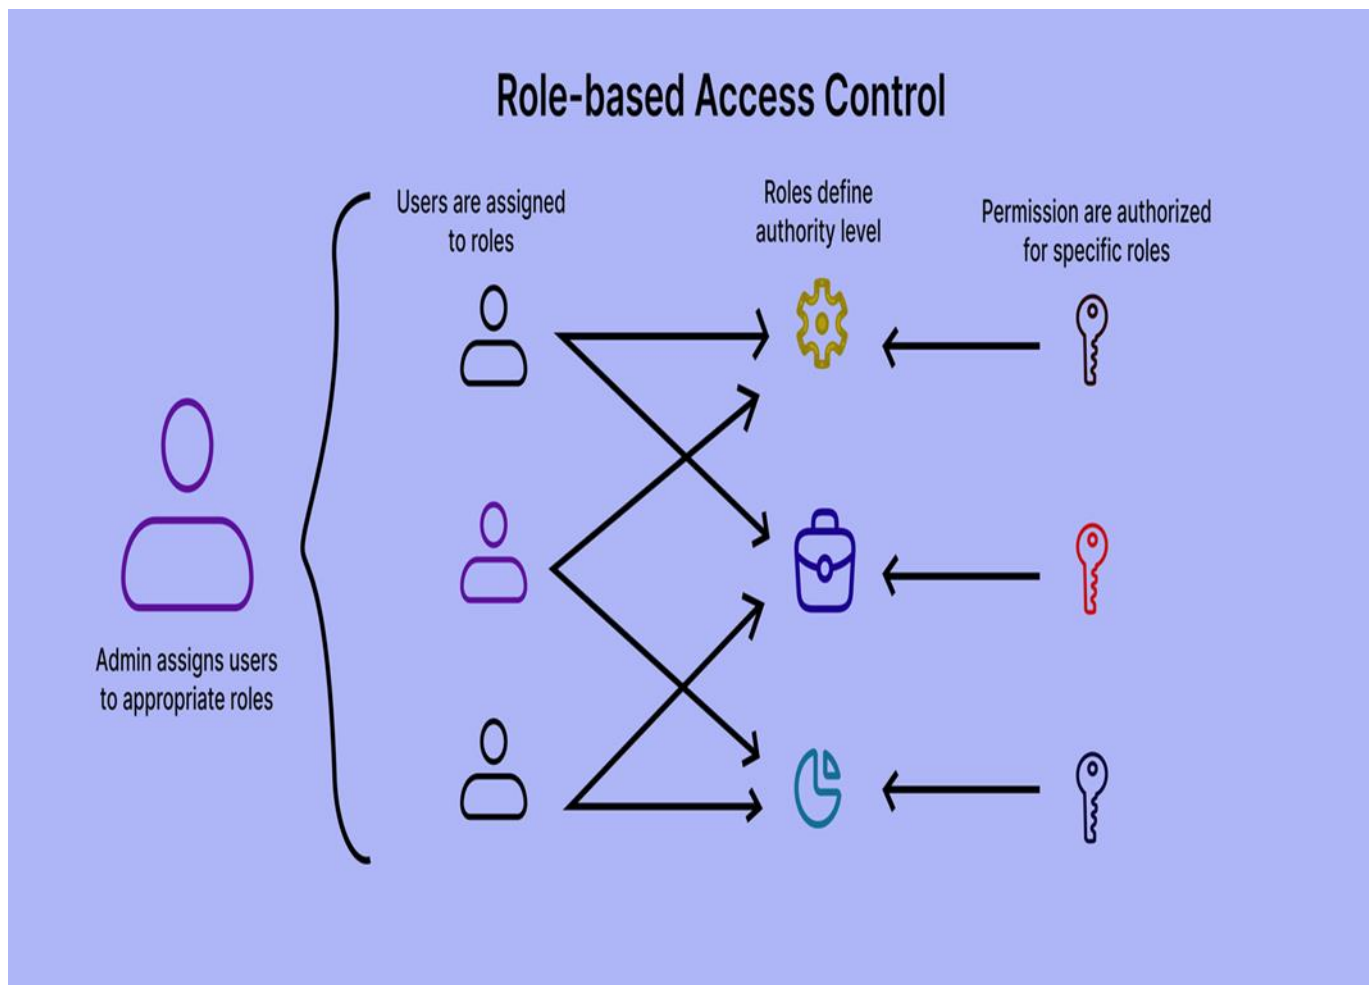 Role-based Access Control
Users are assigned
to roles
Roles define
authority level
Permission are authorized
for specific roles
Admin assigns users
to appropriate roles